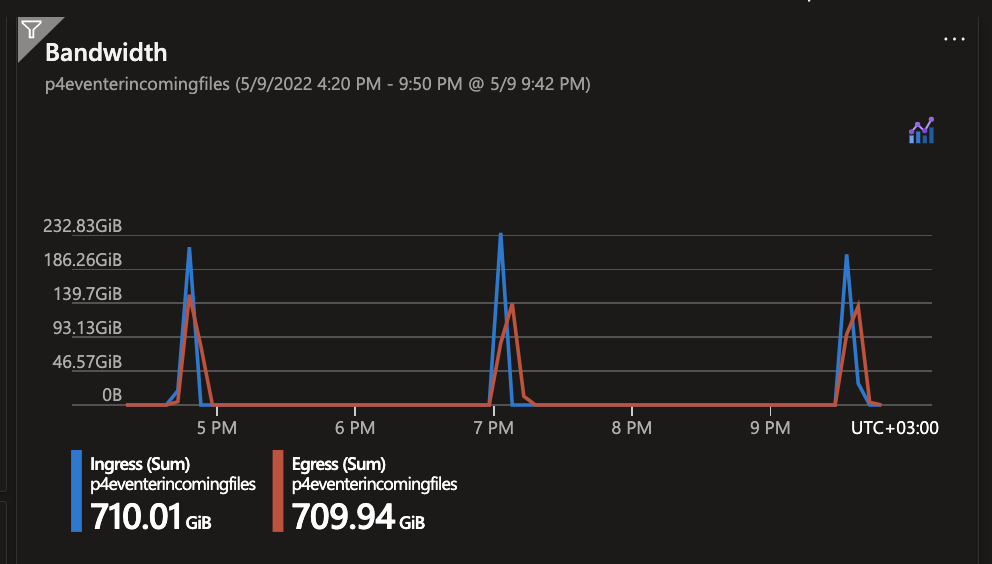 Bandwidth
...
p4eventerincomingfiles (5/9/2022 4:20 PM - 9:50 PM @ 5/9 9:42 PM)
232.83GiB
186.26GiB
139.7GiB
93.13GiB
46.57GiB
0B
5 PM 6 PM 7 PM 8 PM 9 PM UTC+03:00
Ingress (Sum) Egress (Sum)
p4eventerincomingfiles p4eventerincomingfiles
710.01 GiB 709.94 GiB